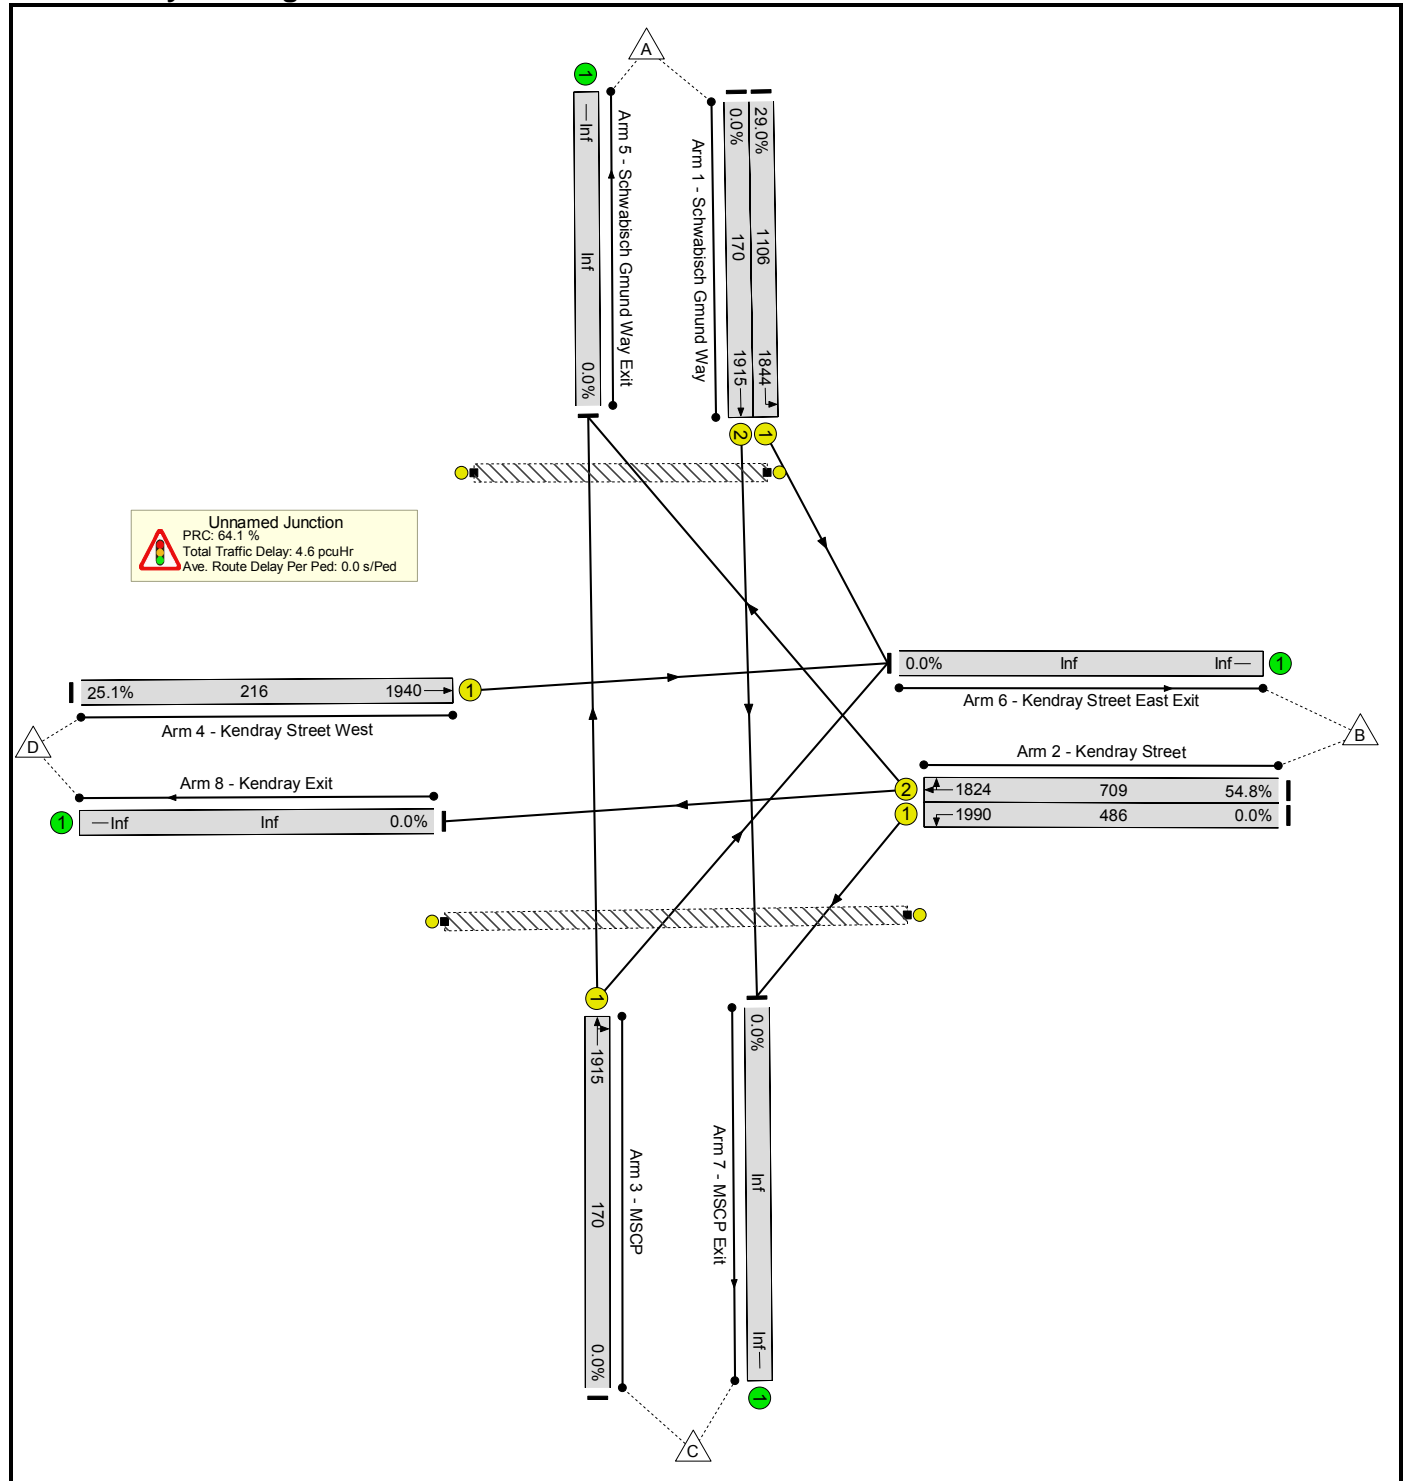 A
1
Inf
Inf
0.0%
Arm 5 - Schwabisch Gmund Way Exit
Arm 1 - Schwabisch Gmund Way
0.0%
170
1915
29.0%
1106
1844
2
1
Unnamed Junction
PRC: 64.1 %
Total Traffic Delay: 4.6 pcuHr
Ave. Route Delay Per Ped: 0.0 s/Ped
25.1% 216 1940
1
Arm 4 - Kendray Street West
D
Arm 8 - Kendray Exit
1
Inf Inf 0.0%
0.0% Inf Inf
1
Arm 6 - Kendray Street East Exit
B
Arm 2 - Kendray Street
2
1824 709 54.8%
1
1990 486 0.0%
1
1915
170
0.0%
Arm 3 - MSCP
Arm 7 - MSCP Exit
0.0%
Inf
Inf
1
C